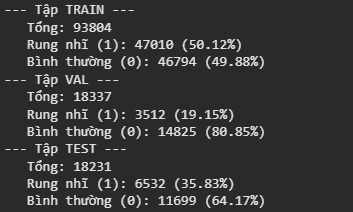 --- Tập TRAIN ---
Tổng: 93804
Rung nhĩ (1): 47010 (50.12%)
Bình thường (0): 46794 (49.88%)
--- Tập VAL ---
Tổng: 18337
Rung nhĩ (1): 3512 (19.15%)
Bình thường (0): 14825 (80.85%)
--- Tập TEST ---
Tổng: 18231
Rung nhĩ (1): 6532 (35.83%)
Bình thường (0): 11699 (64.17%)